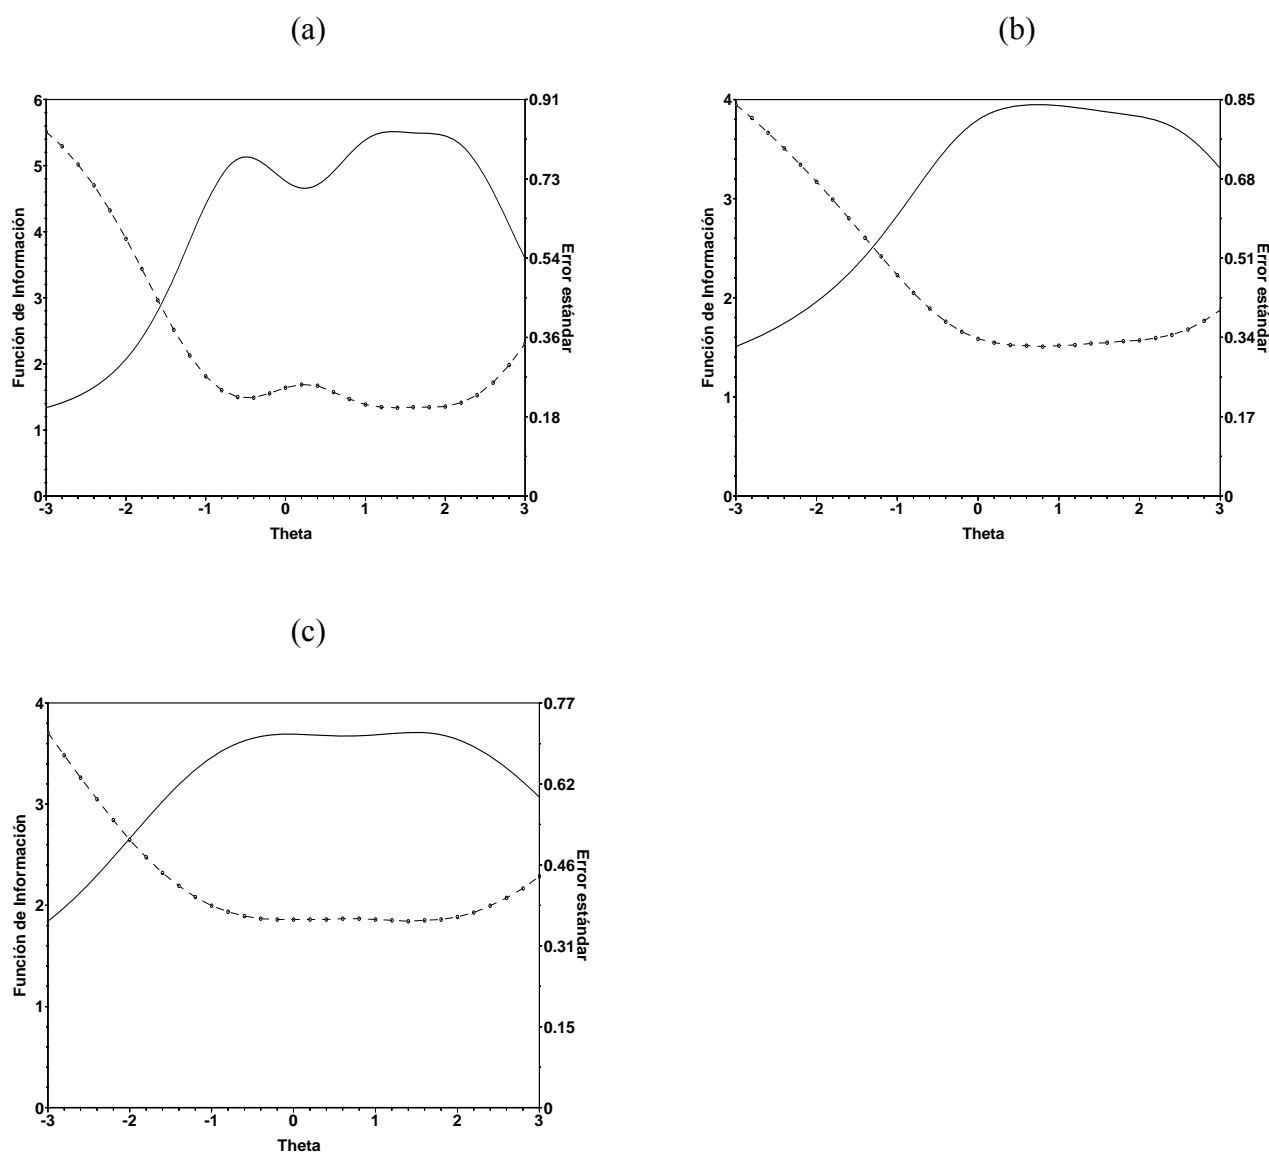 (a)
6
5
4
3
2
1
0
Función de Información
-3 -2 -1 0 1 2 3
Theta
0.91
0.73
0.54
0.36
0.18
0
Error estándar
(b)
4
3
2
1
0
Función de Información
-3 -2 -1 0 1 2 3
Theta
0.85
0.68
0.51
0.34
0.17
0
Error estándar
(c)
4
3
2
1
0
Función de Información
-3 -2 -1 0 1 2 3
Theta
0.77
0.62
0.46
0.31
0.15
0
Error estándar